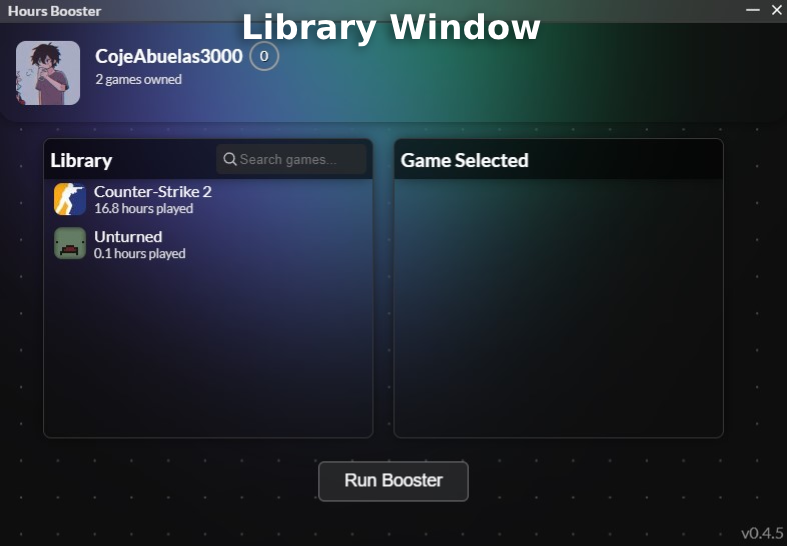 Hours Booster
Library Window
CojeAbuelas3000 0
2 games owned
Library
Search games...
Game Selected
Counter-Strike 2
16.8 hours played
Unturned
0.1 hours played
Run Booster
v0.4.5